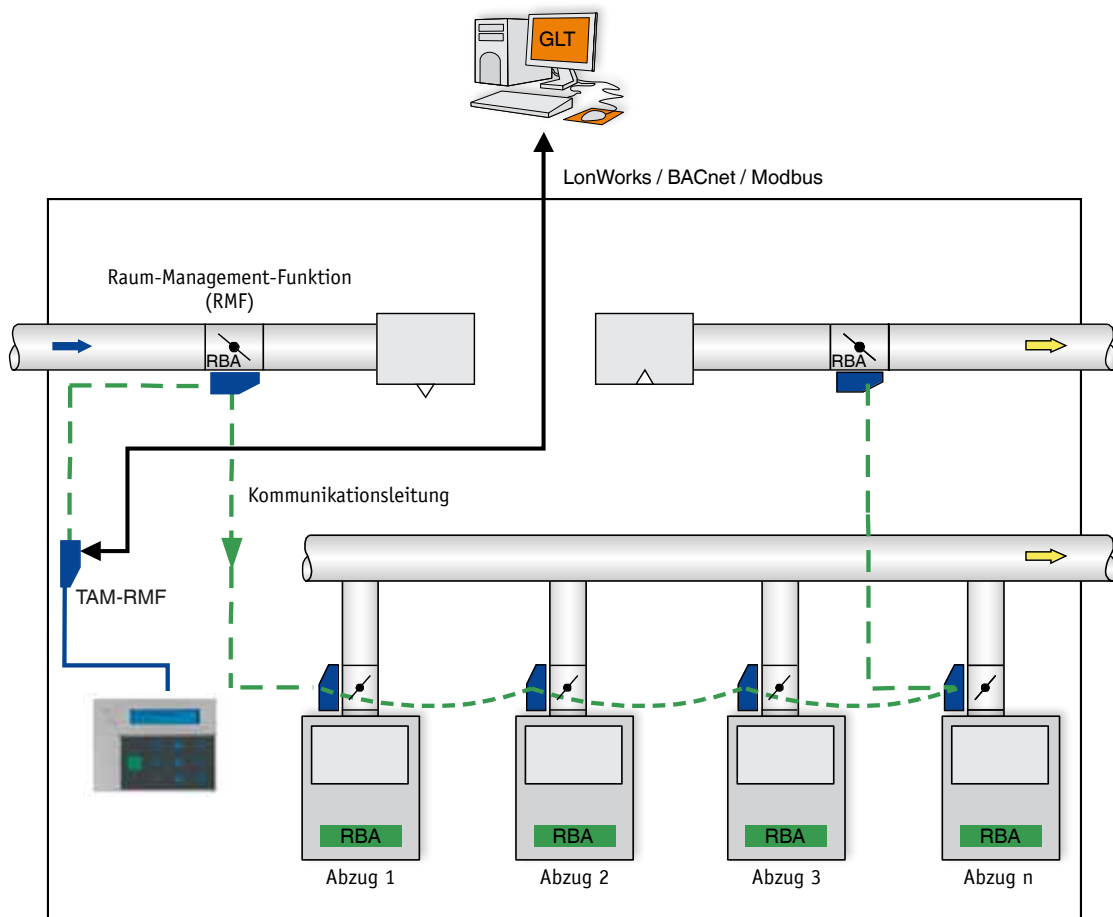 GLT
LonWorks / BACnet / Modbus
Raum-Management-Funktion
(RMF)
RBA
RBA
Kommunikationsleitung
TAM-RMF
RBA
RBA
RBA
RBA
Abzug 1
Abzug 2
Abzug 3
Abzug n